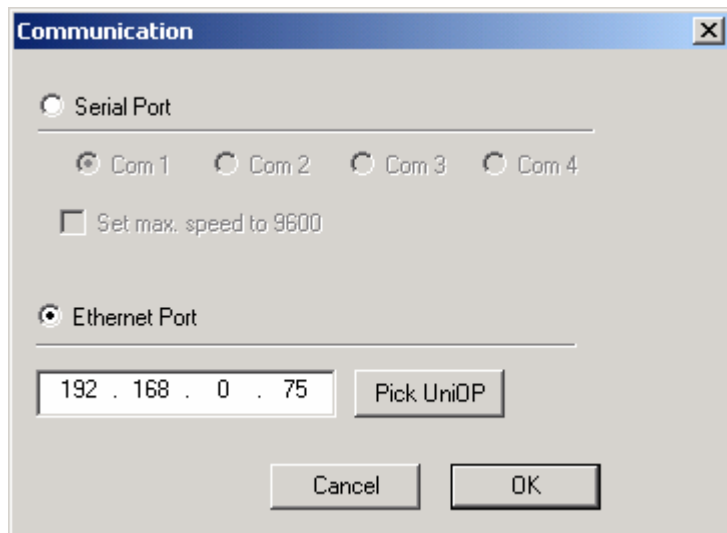 Communication
Serial Port
Com 1 Com 2 Com 3 Com 4
Set max. speed to 9600
Ethernet Port
192 . 168 . 0 . 75 Pick UniOP
Cancel OK